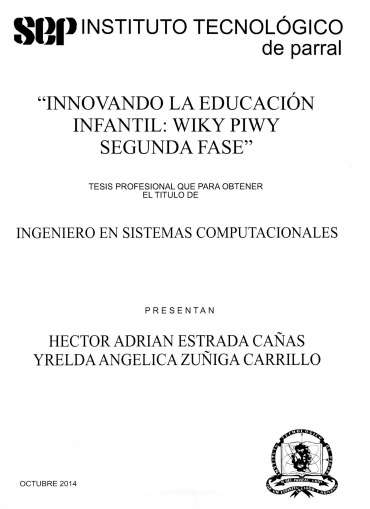 sep INSTITUTO TECNOLÓGICO
de parral
“INNOVANDO LA EDUCACIÓN
INFANTIL: WIKY PIWY
SEGUNDA FASE”
TESIS PROFESIONAL QUE PARA OBTENER
EL TITULO DE
INGENIERO EN SISTEMAS COMPUTACIONALES
PRESENTAN
HECTOR ADRIAN ESTRADA CAÑAS
YRELDA ANGELICA ZUÑIGA CARRILLO
OCTUBRE 2014